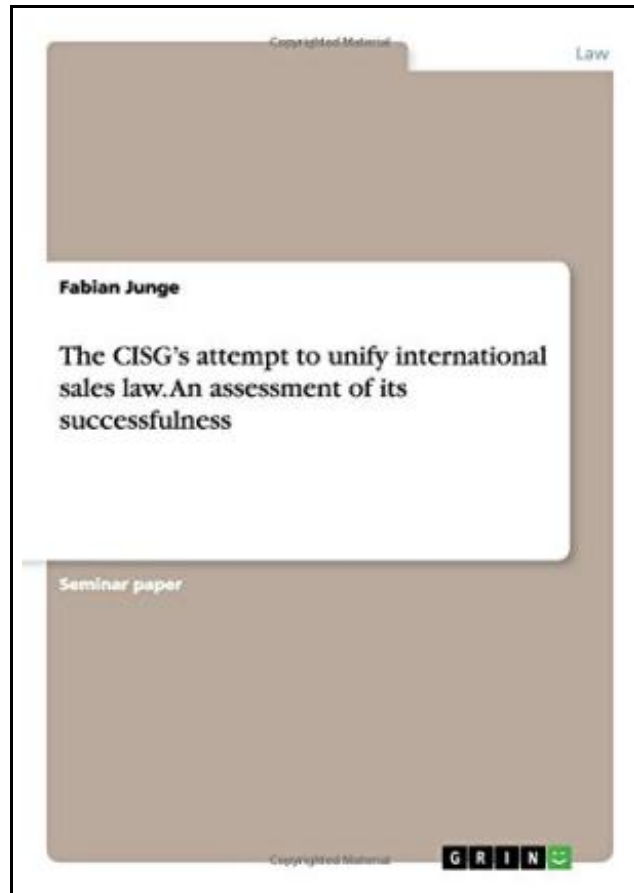 Copyrighted Material
Law
Fabian Junge
The CISG's attempt to unify international
sales law. An assessment of its
successfulness
Seminar paper
Copyrighted Material
GRIN